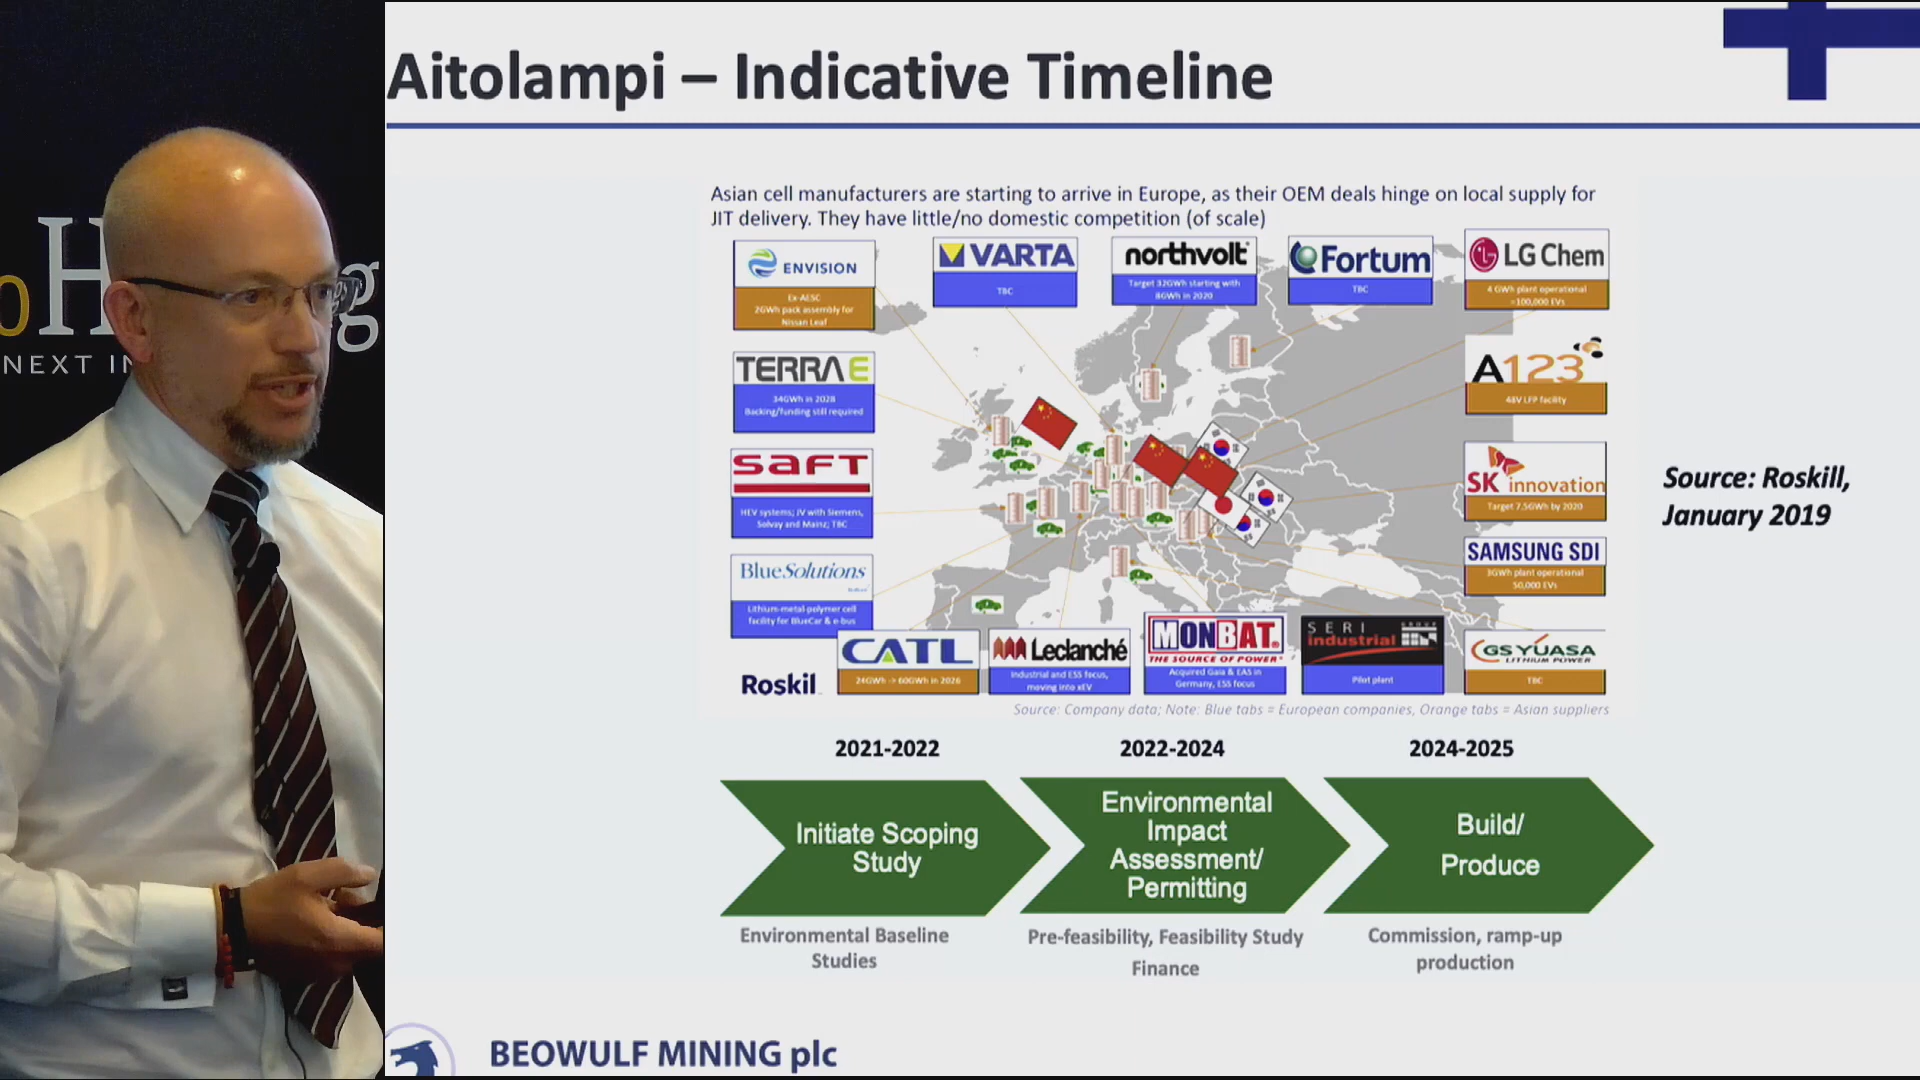 Aitolampi – Indicative Timeline
Asian cell manufacturers are starting to arrive in Europe, as their OEM deals hinge on local supply for
JIT delivery. They have little/no domestic competition (of scale)
ENVISION
Ex-AESC
2GWh pack assembly for
Nissan Leaf
VARTA
TBC
northvolt
Target 32GWh starting with
8GWh in 2020
Fortum
TBC
LG Chem
4 GWh plant operational
=100,000 EVs
TERRA E
34GWh in 2028
Backing/funding still required
A123
48V LFP facility
SAFT
HEV systems; JV with Siemens,
Solvay and Mainz; TBC
SK innovation
Target 7.5GWh by 2020
BlueSolutions
Lithium-metal-polymer cell
facility for BlueCar & e-bus
SAMSUNG SDI
3GWh plant operational
50,000 EVs
CATL
24GWh -> 60GWh in 2026
Leclanché
Industrial and ESS focus,
moving into xEV
MONBAT.
THE SOURCE OF POWER
Acquired Gaia & EAS in
Germany, ESS focus
SERI
industrial
GROUP
Pilot plant
GS YUASA
LITHIUM POWER
TBC
Roskill
Source: Company data; Note: Blue tabs = European companies, Orange tabs = Asian suppliers
Source: Roskill,
January 2019
2021-2022
2022-2024
2024-2025
Initiate Scoping
Study
Environmental
Impact
Assessment/
Permitting
Build/
Produce
Environmental Baseline
Studies
Pre-feasibility, Feasibility Study
Finance
Commission, ramp-up
production
BEOWULF MINING plc
NEXT IN